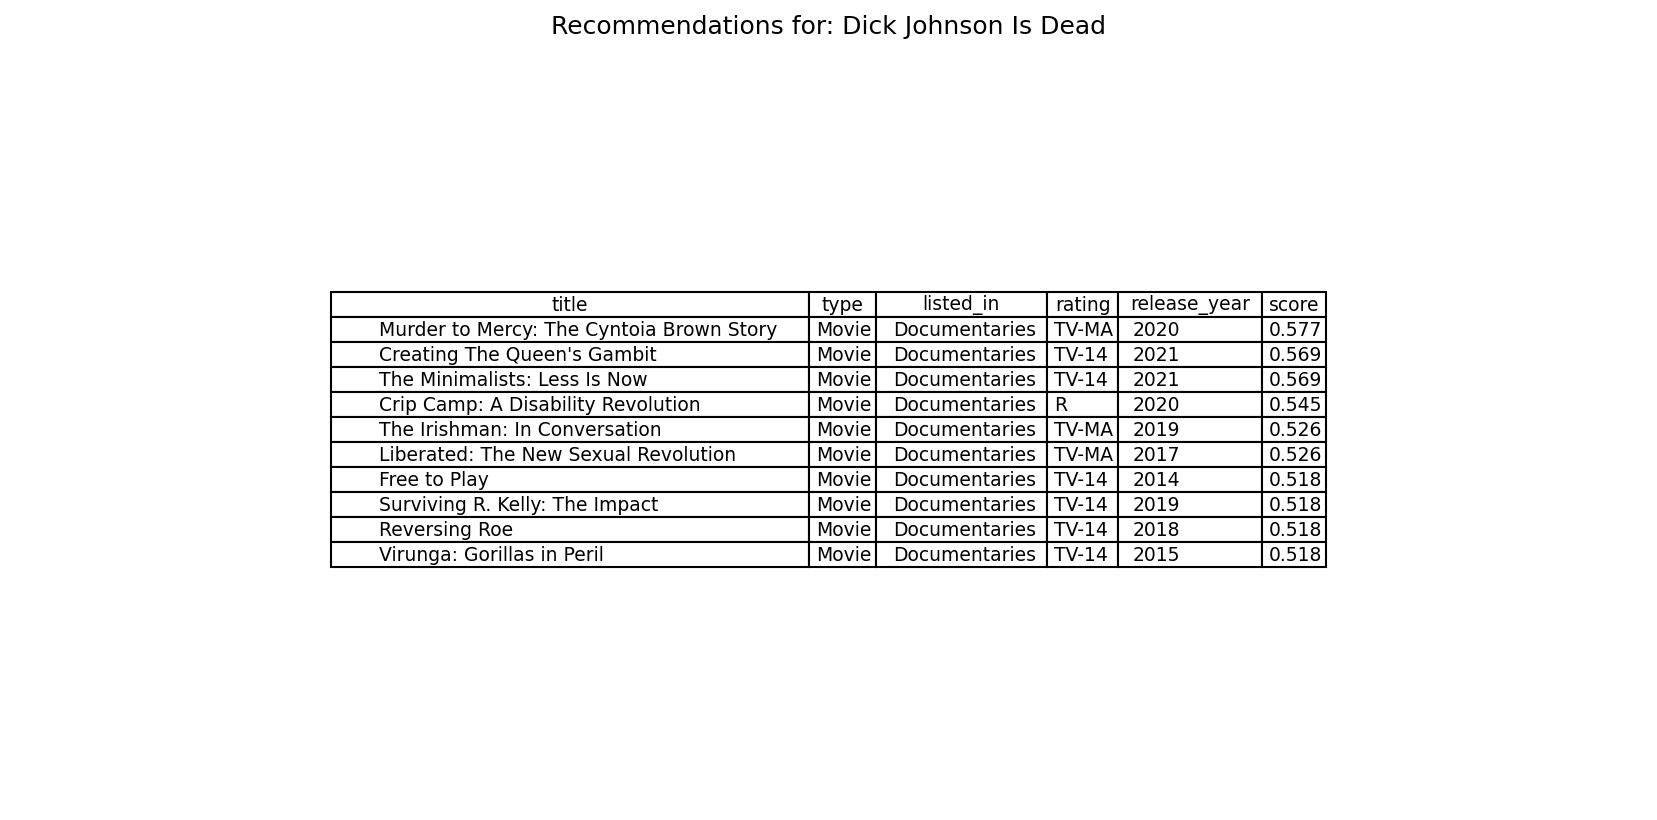 Recommendations for: Dick Johnson Is Dead
title type listed_in rating release_year score
Murder to Mercy: The Cyntoia Brown Story Movie Documentaries TV-MA 2020 0.577
Creating The Queen's Gambit Movie Documentaries TV-14 2021 0.569
The Minimalists: Less Is Now Movie Documentaries TV-14 2021 0.569
Crip Camp: A Disability Revolution Movie Documentaries R 2020 0.545
The Irishman: In Conversation Movie Documentaries TV-MA 2019 0.526
Liberated: The New Sexual Revolution Movie Documentaries TV-MA 2017 0.526
Free to Play Movie Documentaries TV-14 2014 0.518
Surviving R. Kelly: The Impact Movie Documentaries TV-14 2019 0.518
Reversing Roe Movie Documentaries TV-14 2018 0.518
Virunga: Gorillas in Peril Movie Documentaries TV-14 2015 0.518